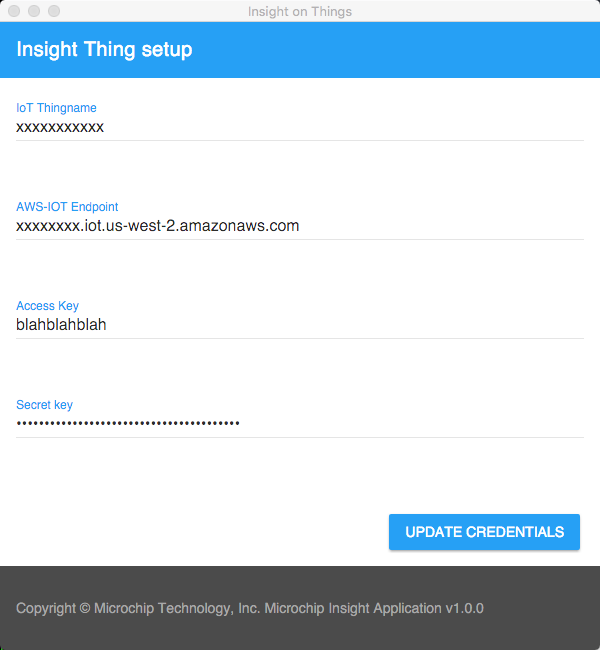 Insight on Things
Insight Thing setup
IoT Thingname
xxxxxxxxxxx
AWS-IOT Endpoint
xxxxxxxx.iot.us-west-2.amazonaws.com
Access Key
blahblahblah
Secret key
••••••••••••••••••••••••••••••••••••••••
UPDATE CREDENTIALS
Copyright © Microchip Technology, Inc. Microchip Insight Application v1.0.0